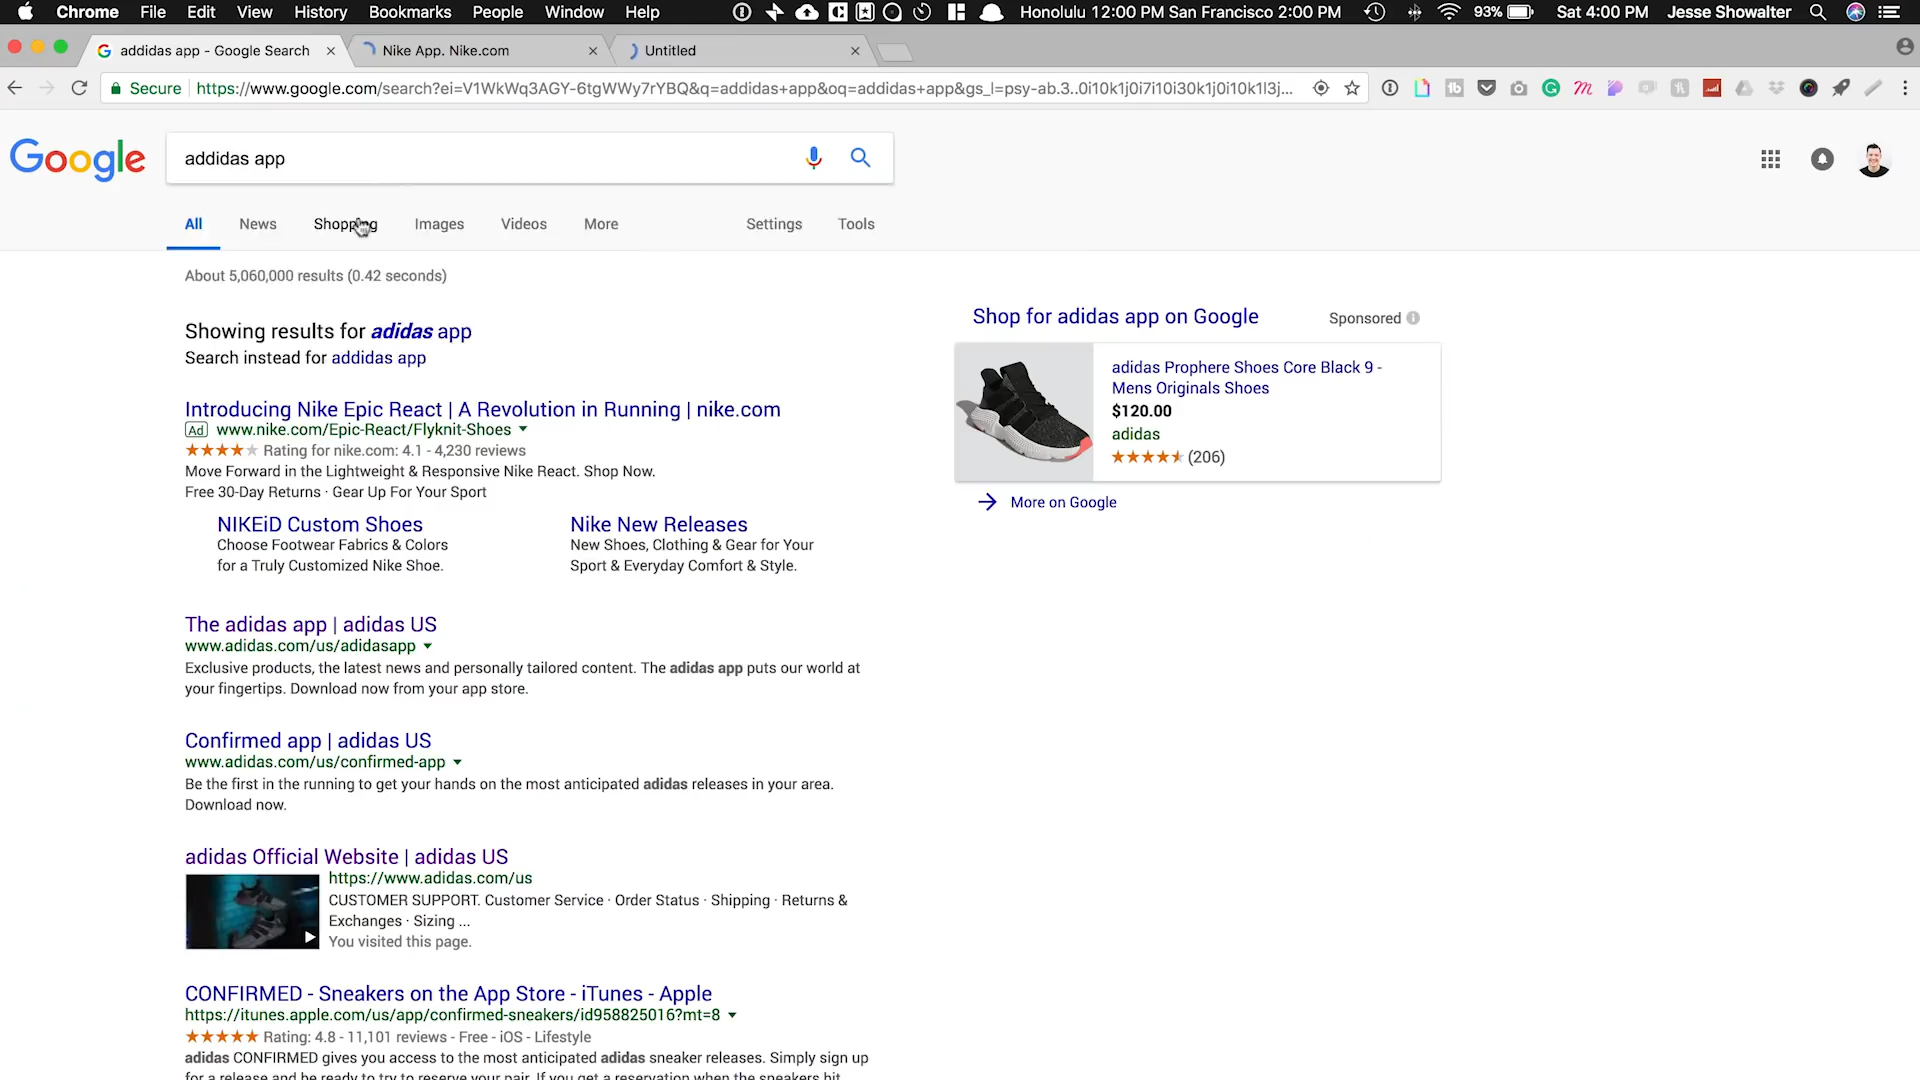 Chrome File Edit View History Bookmarks People Window Help Honolulu 12:00 PM San Francisco 2:00 PM 93% Sat 4:00 PM Jesse Showalter
addidas app - Google Search Nike App. Nike.com Untitled
Secure https://www.google.com/search?ei=V1WkWq3AGY-6tgWWy7rYBQ&q=addidas+app&oq=addidas+app&gs_l=psy-ab.3..0i10k1j0i7i10i30k1j0i10k1l3j...
Google addidas app
All News Shopping Images Videos More Settings Tools
About 5,060,000 results (0.42 seconds)
Showing results for adidas app
Search instead for addidas app
Introducing Nike Epic React | A Revolution in Running | nike.com
Ad www.nike.com/Epic-React/Flyknit-Shoes
Rating for nike.com: 4.1 - 4,230 reviews
Move Forward in the Lightweight & Responsive Nike React. Shop Now.
Free 30-Day Returns · Gear Up For Your Sport
NIKEiD Custom Shoes
Choose Footwear Fabrics & Colors
for a Truly Customized Nike Shoe.
Nike New Releases
New Shoes, Clothing & Gear for Your
Sport & Everyday Comfort & Style.
The adidas app | adidas US
www.adidas.com/us/adidasapp
Exclusive products, the latest news and personally tailored content. The adidas app puts our world at
your fingertips. Download now from your app store.
Confirmed app | adidas US
www.adidas.com/us/confirmed-app
Be the first in the running to get your hands on the most anticipated adidas releases in your area.
Download now.
adidas Official Website | adidas US
https://www.adidas.com/us
CUSTOMER SUPPORT. Customer Service · Order Status · Shipping · Returns &
Exchanges · Sizing ...
You visited this page.
CONFIRMED - Sneakers on the App Store - iTunes - Apple
https://itunes.apple.com/us/app/confirmed-sneakers/id958825016?mt=8
Rating: 4.8 - 11,101 reviews - Free - iOS - Lifestyle
adidas CONFIRMED gives you access to the most anticipated adidas sneaker releases. Simply sign up
for a release and be ready to try to reserve your pair. If you get a reservation when the sneakers hit
Shop for adidas app on Google Sponsored
adidas Prophere Shoes Core Black 9 -
Mens Originals Shoes
$120.00
adidas
(206)
More on Google